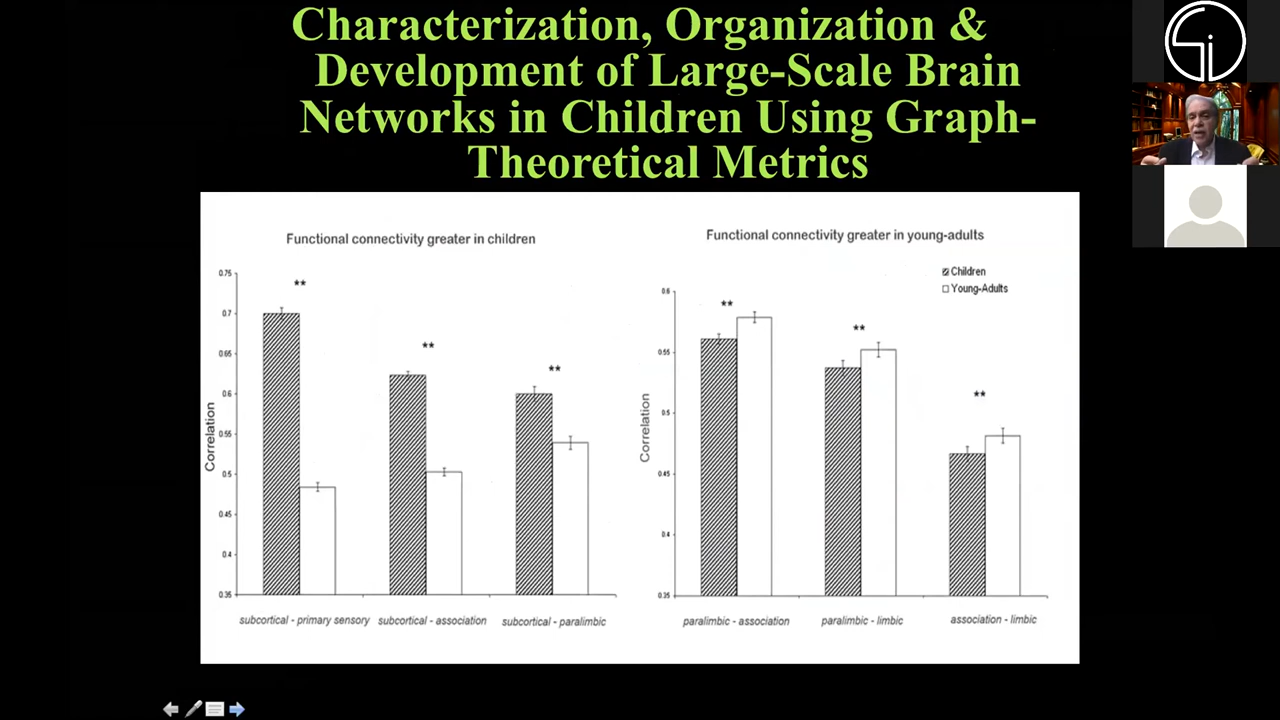 Characterization, Organization &
Development of Large-Scale Brain
Networks in Children Using Graph-
Theoretical Metrics
Functional connectivity greater in children
0.75
0.7
0.65
0.6
0.55
0.5
0.45
0.4
0.35
Correlation
**
**
**
subcortical - primary sensory
subcortical - association
subcortical - paralimbic
Functional connectivity greater in young-adults
Children
Young-Adults
0.6
0.55
0.5
0.45
0.4
0.35
Correlation
**
**
**
paralimbic - association
paralimbic - limbic
association - limbic